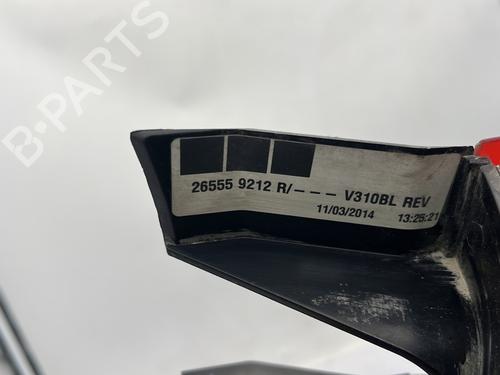 B-PARTS
26555 9212 R/--- V310BL REV
11/03/2014 13:25:21